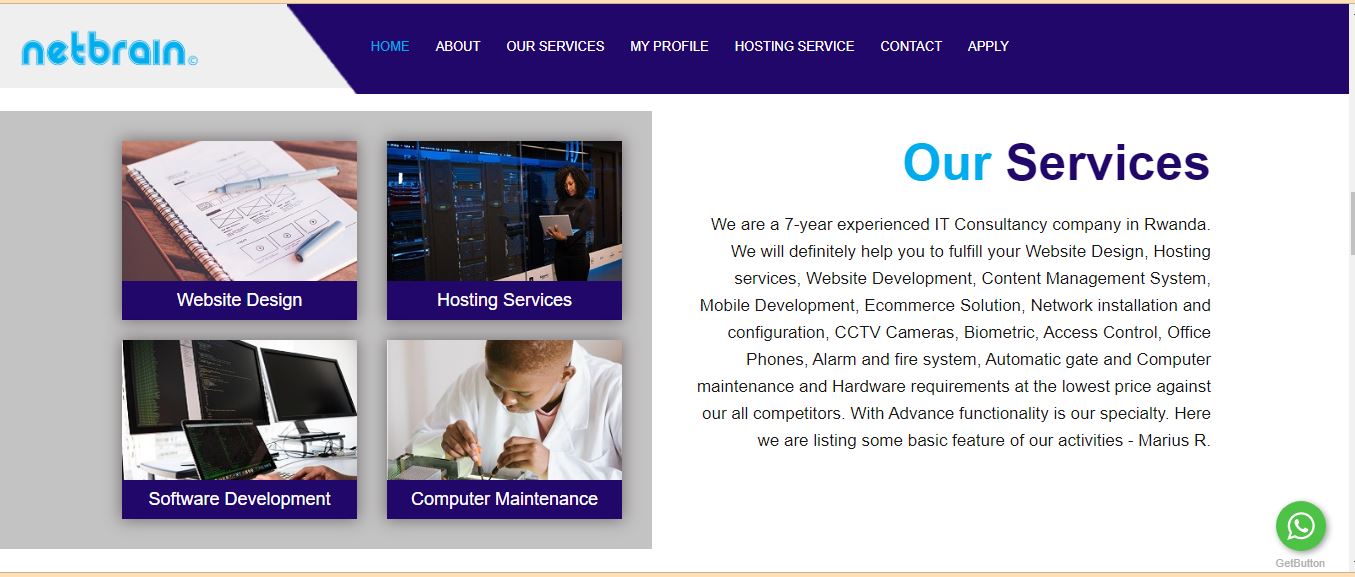 netbrain©
HOME ABOUT OUR SERVICES MY PROFILE HOSTING SERVICE CONTACT APPLY
Website Design
Hosting Services
Software Development
Computer Maintenance
Our Services
We are a 7-year experienced IT Consultancy company in Rwanda.
We will definitely help you to fulfill your Website Design, Hosting
services, Website Development, Content Management System,
Mobile Development, Ecommerce Solution, Network installation and
configuration, CCTV Cameras, Biometric, Access Control, Office
Phones, Alarm and fire system, Automatic gate and Computer
maintenance and Hardware requirements at the lowest price against
our all competitors. With Advance functionality is our specialty. Here
we are listing some basic feature of our activities - Marius R.
GetButton